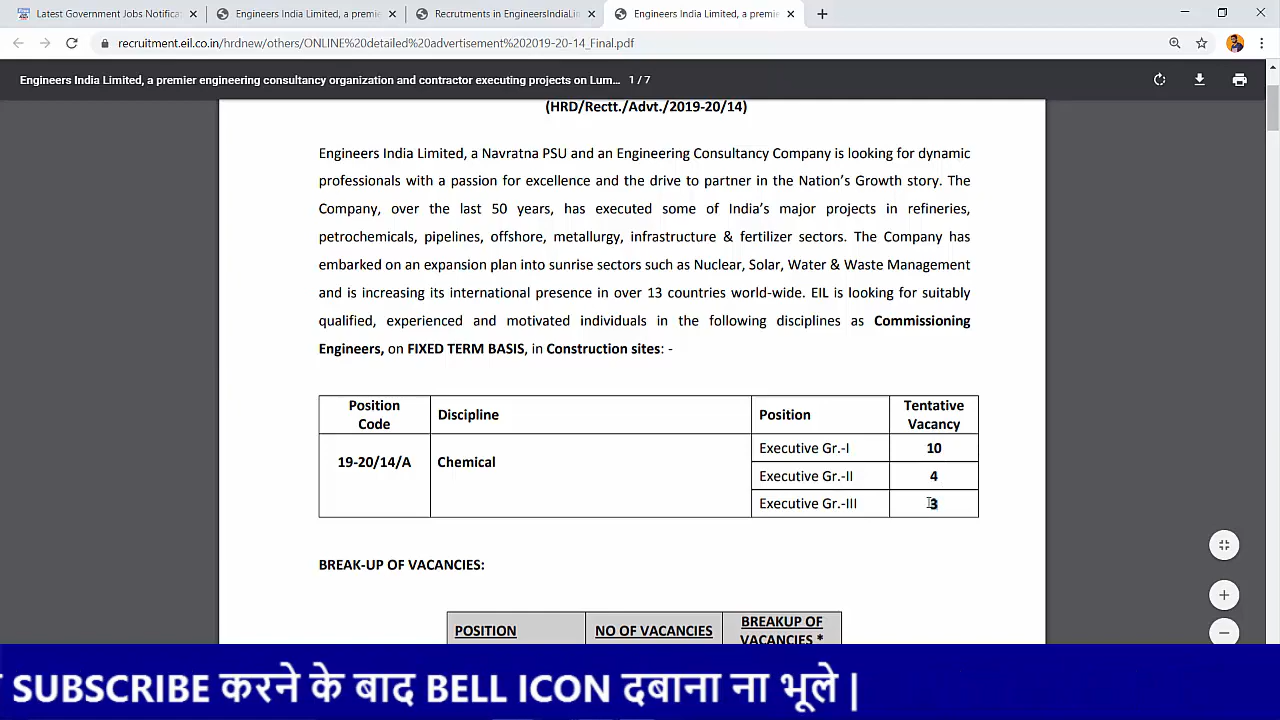 Latest Government Jobs Notificat
Engineers India Limited, a premie
Recrutments in EngineersIndiaLin
Engineers India Limited, a premie
recruitment.eil.co.in/hrdnew/others/ONLINE%20detailed%20advertisement%202019-20-14_Final.pdf
Engineers India Limited, a premier engineering consultancy organization and contractor executing projects on Lum... 1 / 7
(HRD/Rectt./Advt./2019-20/14)
Engineers India Limited, a Navratna PSU and an Engineering Consultancy Company is looking for dynamic
professionals with a passion for excellence and the drive to partner in the Nation's Growth story. The
Company, over the last 50 years, has executed some of India's major projects in refineries,
petrochemicals, pipelines, offshore, metallurgy, infrastructure & fertilizer sectors. The Company has
embarked on an expansion plan into sunrise sectors such as Nuclear, Solar, Water & Waste Management
and is increasing its international presence in over 13 countries world-wide. EIL is looking for suitably
qualified, experienced and motivated individuals in the following disciplines as Commissioning
Engineers, on FIXED TERM BASIS, in Construction sites: -
Position Code Discipline Position Tentative Vacancy
19-20/14/A Chemical Executive Gr.-I 10
Executive Gr.-II 4
Executive Gr.-III 3
BREAK-UP OF VACANCIES:
POSITION NO OF VACANCIES BREAKUP OF VACANCIES *
SUBSCRIBE करने के बाद BELL ICON दबाना ना भूले |